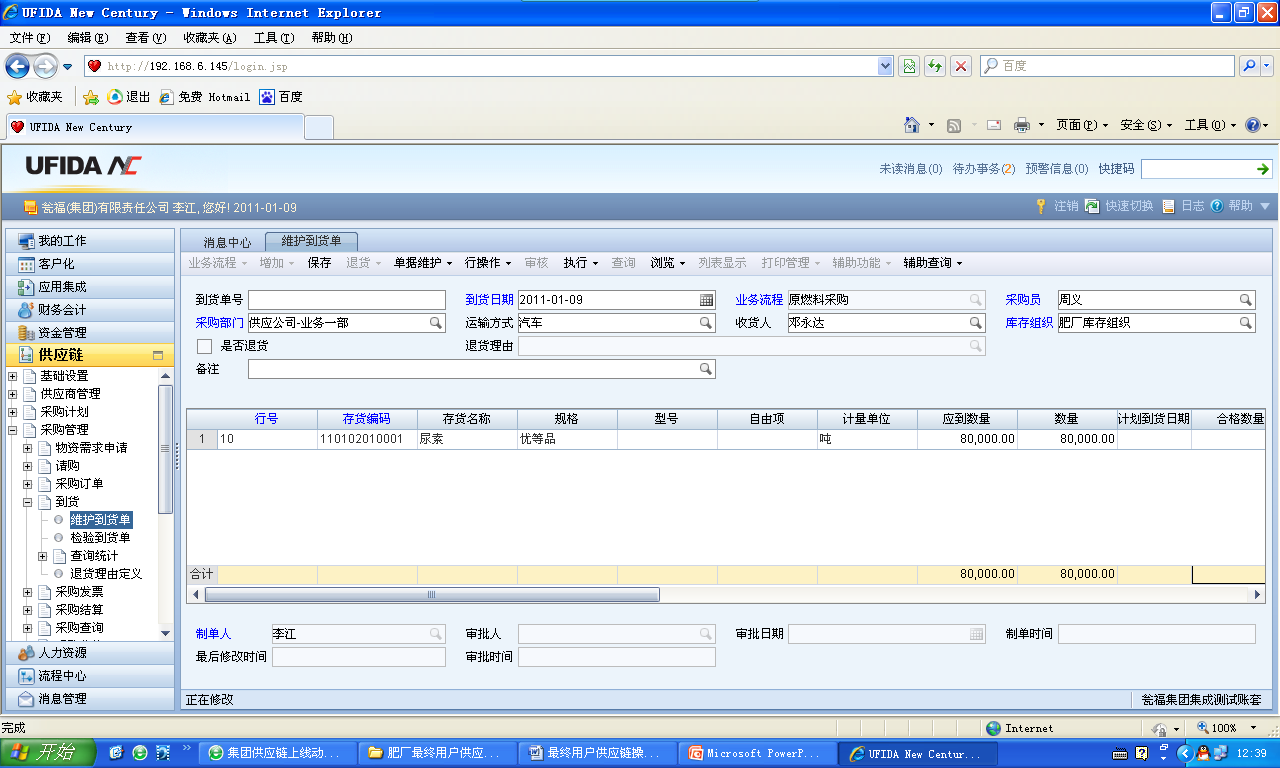 UFIDA New Century - Windows Internet Explorer
文件(F) 编辑(E) 查看(V) 收藏夹(A) 工具(T) 帮助(H)
http://192.168.6.145/login.jsp 百度
收藏夹 退出 免费 Hotmail 百度
UFIDA New Century 页面(P) 安全(S) 工具(O)
UFIDA NC 未读消息(0) 待办事务(2) 预警信息(0) 快捷码
瓮福(集团)有限责任公司 李江, 您好! 2011-01-09 注销 快速切换 日志 帮助
我的工作
客户化
应用集成
财务会计
资金管理
供应链
基础设置
供应商管理
采购计划
采购管理
物资需求申请
请购
采购订单
到货
维护到货单
检验到货单
查询统计
退货理由定义
采购发票
采购结算
采购查询
人力资源
流程中心
消息管理
消息中心 维护到货单
业务流程 增加 保存 退货 单据维护 行操作 审核 执行 查询 浏览 列表显示 打印管理 辅助功能 辅助查询
到货单号 到货日期 2011-01-09 业务流程 原燃料采购 采购员 周义
采购部门 供应公司-业务一部 运输方式 汽车 收货人 邓永达 库存组织 肥厂库存组织
是否退货 退货理由
备注
行号 存货编码 存货名称 规格 型号 自由项 计量单位 应到数量 数量 计划到货日期 合格数量
1 10 110102010001 尿素 优等品 吨 80,000.00 80,000.00
合计 80,000.00 80,000.00
制单人 李江 审批人 审批日期 制单时间
最后修改时间 审批时间
正在修改 瓮福集团集成测试账套
完成 Internet 100%
开始 集团供应链上线动... 肥厂最终用户供应... 最终用户供应链操... Microsoft PowerP... UFIDA New Centur... 12:39